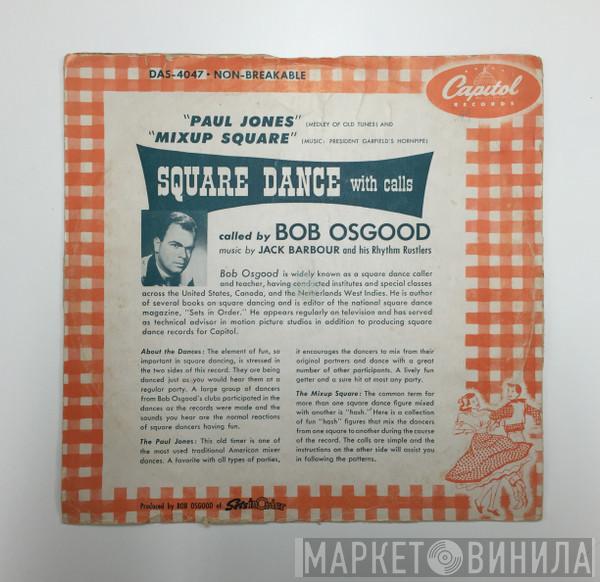 DAS-4047 • NON-BREAKABLE
Capitol
RECORDS
"PAUL JONES" (MEDLEY OF OLD TUNES) AND
"MIXUP SQUARE" (MUSIC: PRESIDENT GARFIELD'S HORNPIPE)
SQUARE DANCE with calls
called by BOB OSGOOD
music by JACK BARBOUR and his Rhythm Rustlers
Bob Osgood is widely known as a square dance caller
and teacher, having conducted institutes and special classes
across the United States, Canada, and the Netherlands West Indies. He is author
of several books on square dancing and is editor of the national square dance
magazine, "Sets in Order." He appears regularly on television and has served
as technical advisor in motion picture studios in addition to producing square
dance records for Capitol.
About the Dances: The element of fun, so
important in square dancing, is stressed in
the two sides of this record. They are being
danced just as you would hear them at a
regular party. A large group of dancers
from Bob Osgood's clubs participated in the
dances as the records were made and the
sounds you hear are the normal reactions
of square dancers having fun.
The Paul Jones: This old timer is one of
the most used traditional American mixer
dances. A favorite with all types of parties,
it encourages the dancers to mix from their
original partners and dance with a great
number of other participants. A lively fun
getter and a sure hit at most any party.
The Mixup Square: The common term for
more than one square dance figure mixed
with another is "hash." Here is a collection
of fun "hash" figures that mix the dancers
from one square to another during the course
of the record. The calls are simple and the
instructions on the other side will assist you
in following the patterns.
Produced by BOB OSGOOD of Sets in Order
МАРКЕТ ВИНИЛА